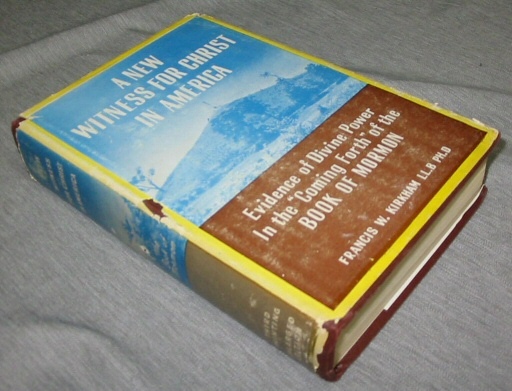 A NEW
WITNESS FOR CHRIST
IN AMERICA
Evidence of Divine Power
In the "Coming Forth" of the
BOOK OF MORMON
FRANCIS W. KIRKHAM LL.B PH.D